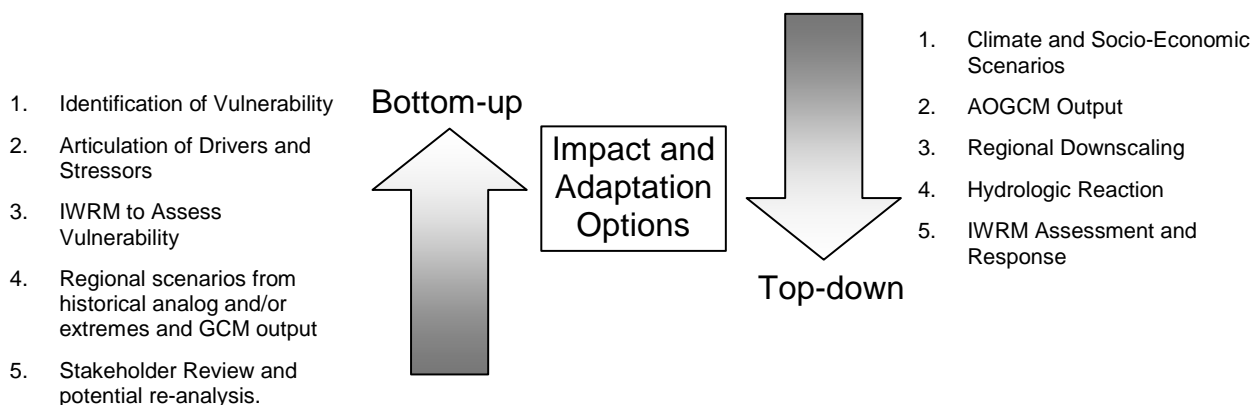 1. Identification of Vulnerability
2. Articulation of Drivers and
Stressors
3. IWRM to Assess
Vulnerability
4. Regional scenarios from
historical analog and/or
extremes and GCM output
5. Stakeholder Review and
potential re-analysis.
Bottom-up
Impact and
Adaptation
Options
Top-down
1. Climate and Socio-Economic
Scenarios
2. AOGCM Output
3. Regional Downscaling
4. Hydrologic Reaction
5. IWRM Assessment and
Response